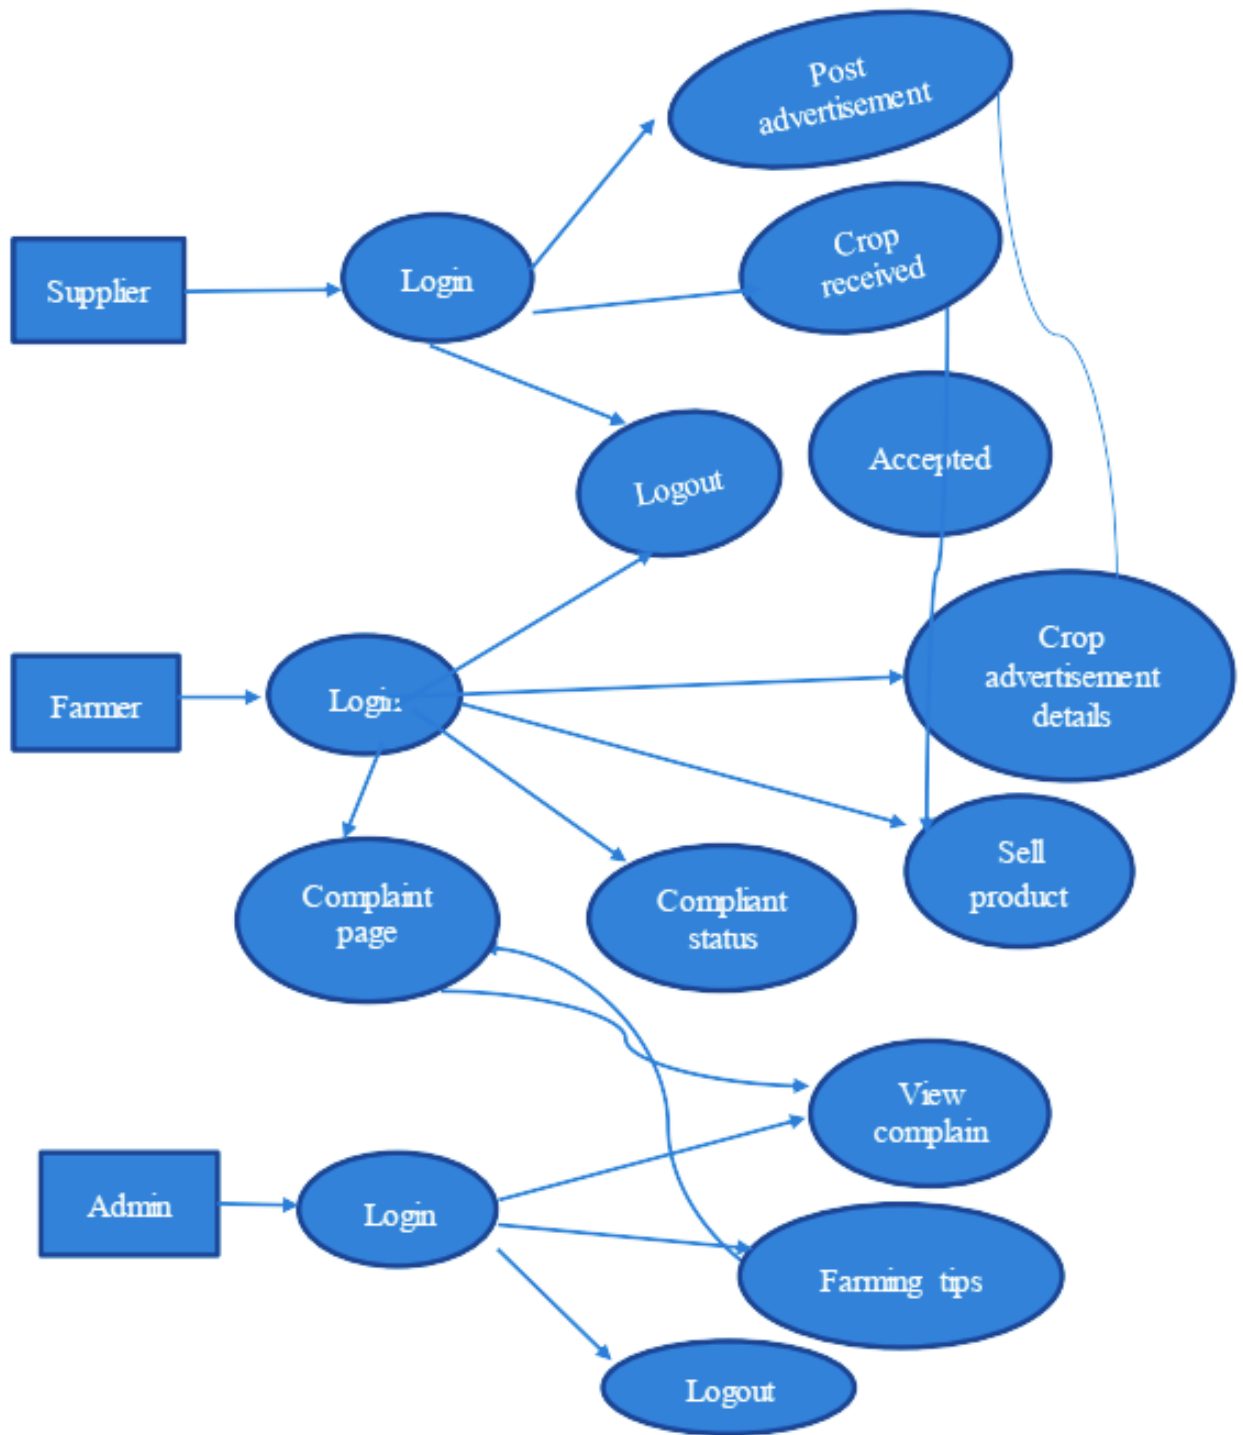 Post
advertisement
Crop
received
Supplier
Login
Logout
Accepted
Crop
advertisement
details
Farmer
Login
Sell
product
Complaint
page
Compliant
status
View
complain
Admin
Login
Farming tips
Logout